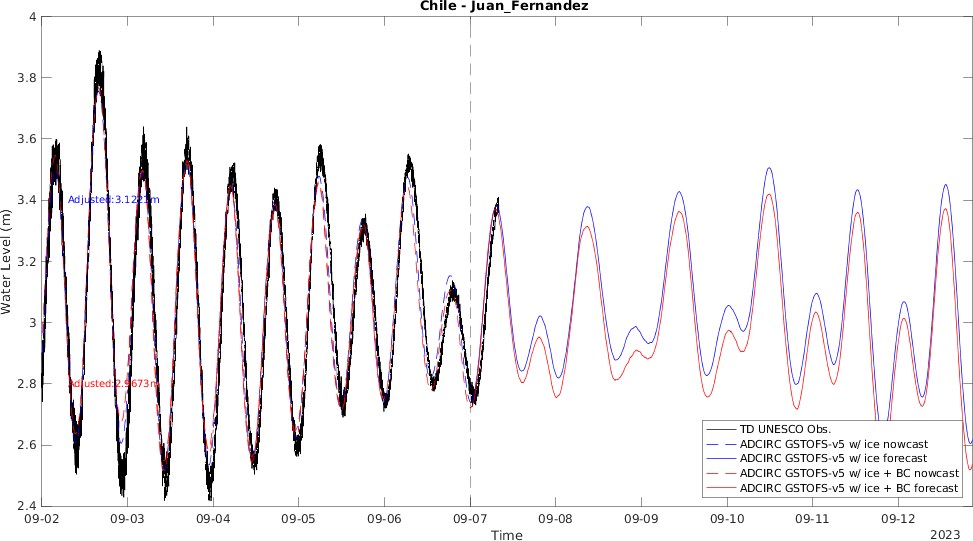 Chile - Juan_Fernandez
4
3.8
3.6
3.4
3.2
3
2.8
2.6
2.4
Water Level (m)
Adjusted:3.1221m
Adjusted:2.9673m
TD UNESCO Obs.
ADCIRC GSTOFS-v5 w/ ice nowcast
ADCIRC GSTOFS-v5 w/ ice forecast
ADCIRC GSTOFS-v5 w/ ice + BC nowcast
ADCIRC GSTOFS-v5 w/ ice + BC forecast
09-02 09-03 09-04 09-05 09-06 09-07 09-08 09-09 09-10 09-11 09-12
Time
2023